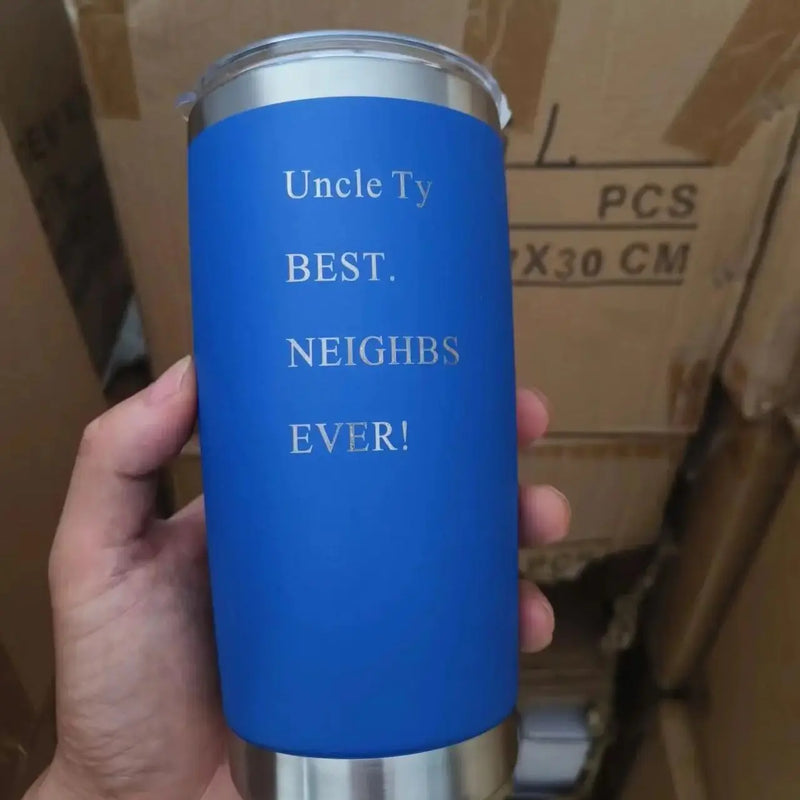 Uncle Ty
BEST.
NEIGHBS
EVER!
L.
PCS
X30 CM